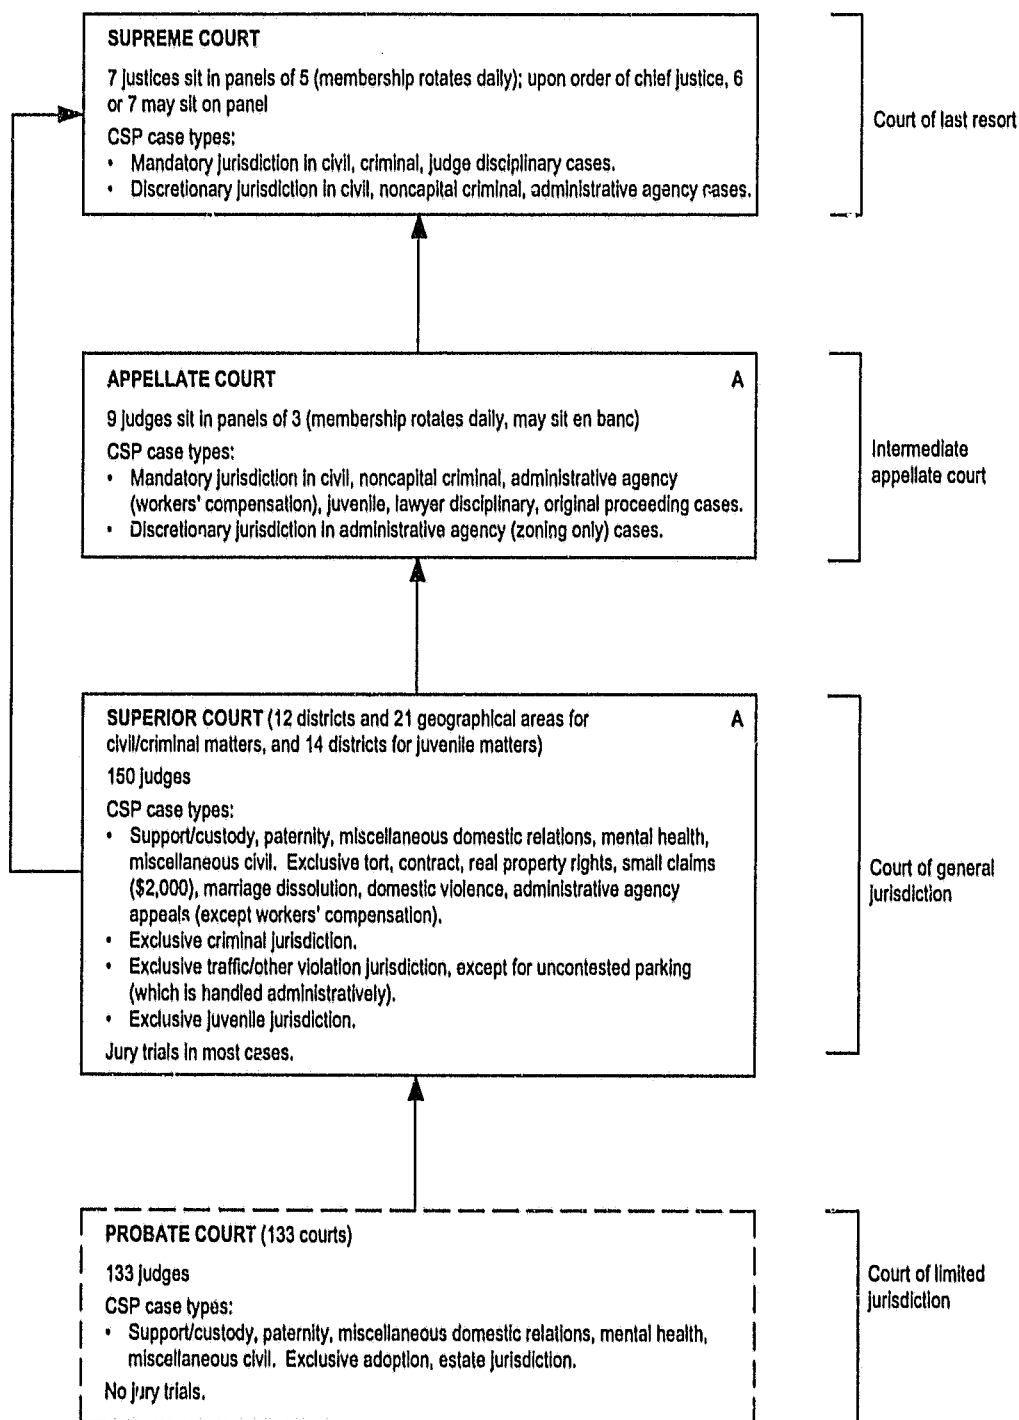 SUPREME COURT
7 justices sit in panels of 5 (membership rotates daily); upon order of chief justice, 6
or 7 may sit on panel
Court of last resort
CSP case types:
• Mandatory jurisdiction in civil, criminal, judge disciplinary cases.
• Discretionary jurisdiction in civil, noncapital criminal, administrative agency cases.
APPELLATE COURT A
9 judges sit in panels of 3 (membership rotates daily, may sit en banc)
CSP case types:
• Mandatory jurisdiction in civil, noncapital criminal, administrative agency
(workers' compensation), juvenile, lawyer disciplinary, original proceeding cases.
• Discretionary jurisdiction in administrative agency (zoning only) cases.
Intermediate
appellate court
SUPERIOR COURT (12 districts and 21 geographical areas for A
civil/criminal matters, and 14 districts for juvenile matters)
150 judges
CSP case types:
• Support/custody, paternity, miscellaneous domestic relations, mental health,
miscellaneous civil. Exclusive tort, contract, real property rights, small claims
($2,000), marriage dissolution, domestic violence, administrative agency
appeals (except workers' compensation).
• Exclusive criminal jurisdiction.
• Exclusive traffic/other violation jurisdiction, except for uncontested parking
(which is handled administratively).
• Exclusive juvenile jurisdiction.
Jury trials in most cases.
Court of general
jurisdiction
PROBATE COURT (133 courts)
133 judges
CSP case types:
• Support/custody, paternity, miscellaneous domestic relations, mental health,
miscellaneous civil. Exclusive adoption, estate jurisdiction.
No jury trials.
Court of limited
jurisdiction